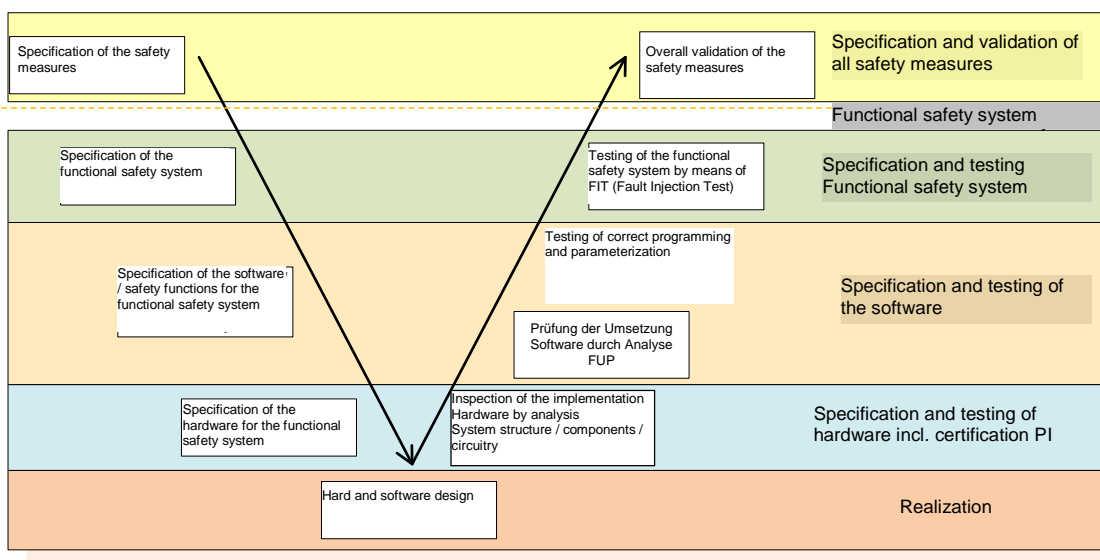 Specification of the safety
measures
Overall validation of the
safety measures
Specification and validation of
all safety measures
Functional safety system
Specification of the
functional safety system
Testing of the functional
safety system by means of
FIT (Fault Injection Test)
Specification and testing
Functional safety system
Testing of correct programming
and parameterization
Specification of the software
/ safety functions for the
functional safety system
Specification and testing of
the software
Prüfung der Umsetzung
Software durch Analyse
FUP
Specification of the
hardware for the functional
safety system
Inspection of the implementation
Hardware by analysis
System structure / components /
circuitry
Specification and testing of
hardware incl. certification PI
Hard and software design
Realization